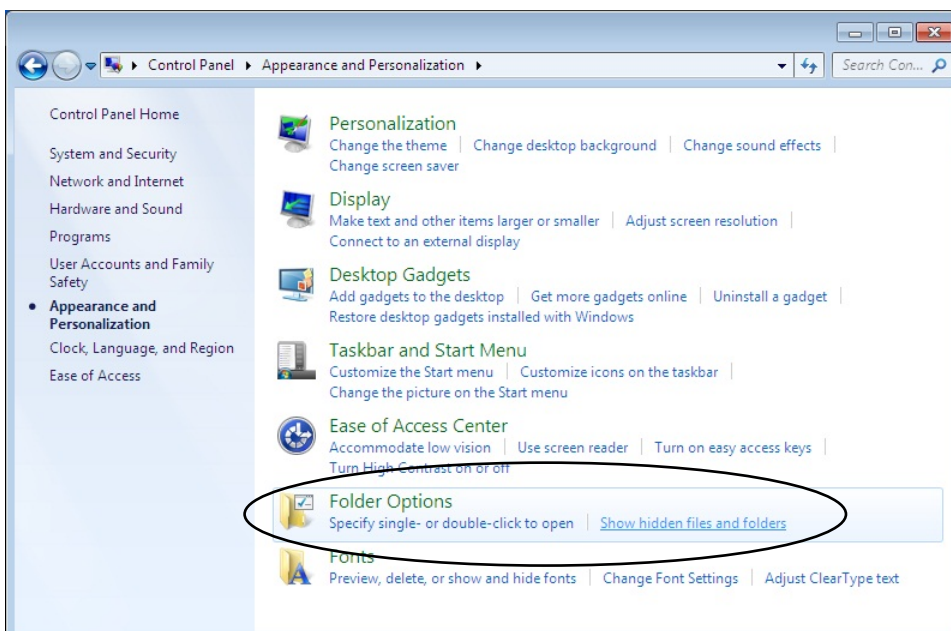 Control Panel Appearance and Personalization Search Con...
Control Panel Home
System and Security
Network and Internet
Hardware and Sound
Programs
User Accounts and Family
Safety
Appearance and
Personalization
Clock, Language, and Region
Ease of Access
Personalization
Change the theme Change desktop background Change sound effects
Change screen saver
Display
Make text and other items larger or smaller Adjust screen resolution
Connect to an external display
Desktop Gadgets
Add gadgets to the desktop Get more gadgets online Uninstall a gadget
Restore desktop gadgets installed with Windows
Taskbar and Start Menu
Customize the Start menu Customize icons on the taskbar
Change the picture on the Start menu
Ease of Access Center
Accommodate low vision Use screen reader Turn on easy access keys
Turn High Contrast on or off
Folder Options
Specify single- or double-click to open Show hidden files and folders
Fonts
Preview, delete, or show and hide fonts Change Font Settings Adjust ClearType text